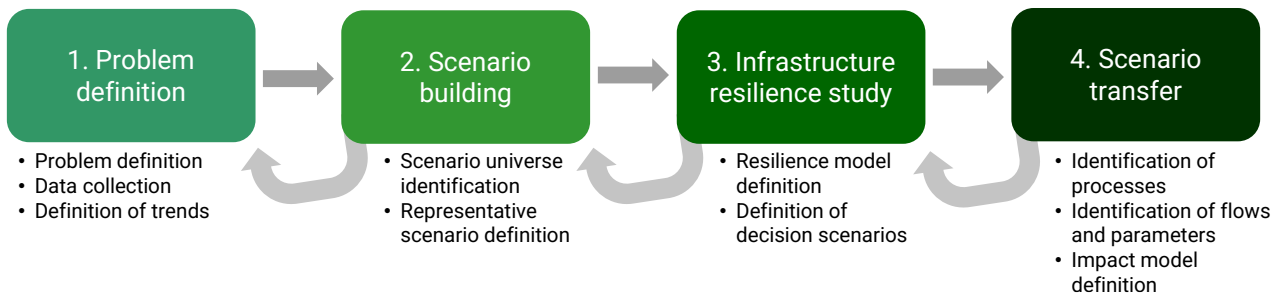 1. Problem
definition
2. Scenario
building
3. Infrastructure
resilience study
4. Scenario
transfer
• Problem definition
• Data collection
• Definition of trends
• Scenario universe
identification
• Representative
scenario definition
• Resilience model
definition
• Definition of
decision scenarios
• Identification of
processes
• Identification of flows
and parameters
• Impact model
definition